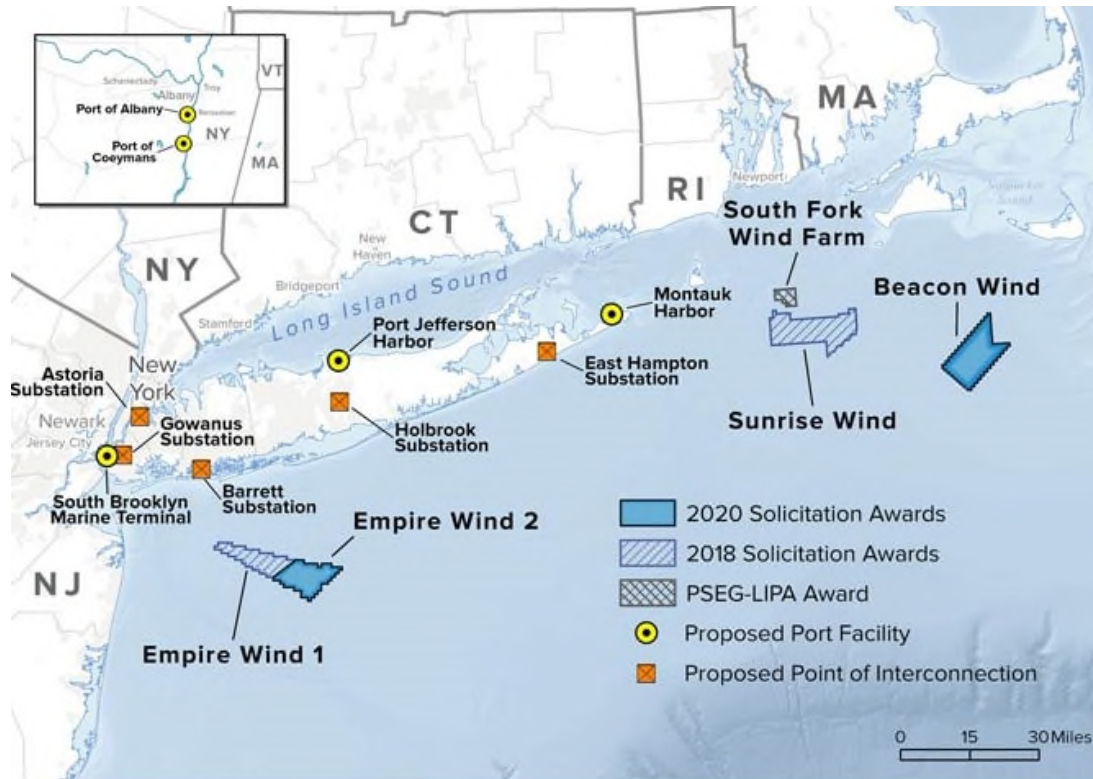 Schenectady
Troy
Albany
Rensselaer
VT
Port of Albany
NY
Port of
Coeymans
MA
MA
RI
Newport
CT
New
Haven
Bridgeport
Stamford
Long Island Sound
NY
South Fork
Wind Farm
Nantucket
Sound
Beacon Wind
Montauk
Harbor
Port Jefferson
Harbor
East Hampton
Substation
Sunrise Wind
New
York
Astoria
Substation
Newark
Jersey City
Gowanus
Substation
Holbrook
Substation
South Brooklyn
Marine Terminal
Barrett
Substation
Empire Wind 2
NJ
Empire Wind 1
2020 Solicitation Awards
2018 Solicitation Awards
PSEG-LIPA Award
Proposed Port Facility
Proposed Point of Interconnection
0 15 30 Miles